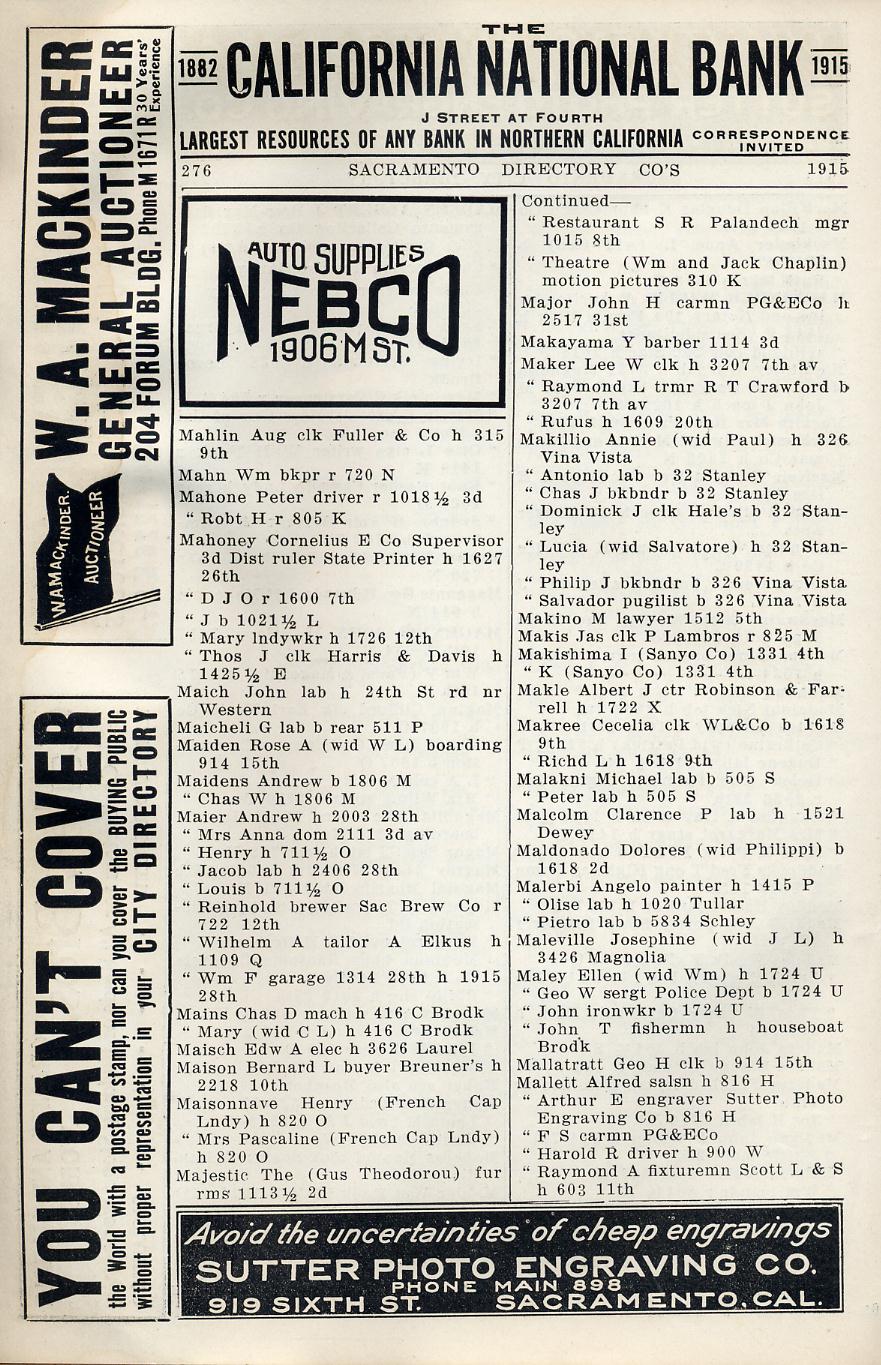 THE
1882 CALIFORNIA NATIONAL BANK 1915
J STREET AT FOURTH
LARGEST RESOURCES OF ANY BANK IN NORTHERN CALIFORNIA CORRESPONDENCE INVITED
276 SACRAMENTO DIRECTORY CO'S 1915
W. A. MACKINDER
GENERAL AUCTIONEER
30 Years' Experience
204 FORUM BLDG. Phone M 1671 R
W.A.MACKINDER.
AUCTIONEER
YOU CAN'T COVER
the World with a postage stamp, nor can you cover the BUYING PUBLIC
without proper representation in your CITY DIRECTORY
AUTO SUPPLIES
NEBCO
1906 M ST.
Mahlin Aug clk Fuller & Co h 315
9th
Mahn Wm bkpr r 720 N
Mahone Peter driver r 1018½ 3d
“ Robt H r 805 K
Mahoney Cornelius E Co Supervisor
3d Dist ruler State Printer h 1627
26th
“ D J O r 1600 7th
“ J b 1021½ L
“ Mary lndywkr h 1726 12th
“ Thos J clk Harris & Davis h
1425½ E
Maich John lab h 24th St rd nr
Western
Maicheli G lab b rear 511 P
Maiden Rose A (wid W L) boarding
914 15th
Maidens Andrew b 1806 M
“ Chas W h 1806 M
Maier Andrew h 2003 28th
“ Mrs Anna dom 2111 3d av
“ Henry h 711½ O
“ Jacob lab h 2406 28th
“ Louis b 711½ O
“ Reinhold brewer Sac Brew Co r
722 12th
“ Wilhelm A tailor A Elkus h
1109 Q
“ Wm F garage 1314 28th h 1915
28th
Mains Chas D mach h 416 C Brodk
“ Mary (wid C L) h 416 C Brodk
Maisch Edw A elec h 3626 Laurel
Maison Bernard L buyer Breuner's h
2218 10th
Maisonnave Henry (French Cap
Lndy) h 820 O
“ Mrs Pascaline (French Cap Lndy)
h 820 O
Majestic The (Gus Theodorou) fur
rms 1113½ 2d
Continued—
“ Restaurant S R Palandech mgr
1015 8th
“ Theatre (Wm and Jack Chaplin)
motion pictures 310 K
Major John H carmn PG&ECo h
2517 31st
Makayama Y barber 1114 3d
Maker Lee W clk h 3207 7th av
“ Raymond L trmr R T Crawford b
3207 7th av
“ Rufus h 1609 20th
Makillio Annie (wid Paul) h 326
Vina Vista
“ Antonio lab b 32 Stanley
“ Chas J bkbndr b 32 Stanley
“ Dominick J clk Hale's b 32 Stan-
ley
“ Lucia (wid Salvatore) h 32 Stan-
ley
“ Philip J bkbndr b 326 Vina Vista
“ Salvador pugilist b 326 Vina Vista
Makino M lawyer 1512 5th
Makis Jas clk P Lambros r 825 M
Makishima I (Sanyo Co) 1331 4th
“ K (Sanyo Co) 1331 4th
Makle Albert J ctr Robinson & Far-
rell h 1722 X
Makree Cecelia clk WL&Co b 1618
9th
“ Richd L h 1618 9th
Malakni Michael lab b 505 S
“ Peter lab h 505 S
Malcolm Clarence P lab h 1521
Dewey
Maldonado Dolores (wid Philippi) b
1618 2d
Malerbi Angelo painter h 1415 P
“ Olise lab h 1020 Tullar
“ Pietro lab b 5834 Schley
Maleville Josephine (wid J L) h
3426 Magnolia
Maley Ellen (wid Wm) h 1724 U
“ Geo W sergt Police Dept b 1724 U
“ John ironwkr b 1724 U
“ John T fishermn h houseboat
Brodk
Mallatratt Geo H clk b 914 15th
Mallett Alfred salsn h 816 H
“ Arthur E engraver Sutter Photo
Engraving Co b 816 H
“ F S carmn PG&ECo
“ Harold R driver h 900 W
“ Raymond A fixturemn Scott L & S
h 603 11th
Avoid the uncertainties of cheap engravings
SUTTER PHOTO ENGRAVING CO.
PHONE MAIN 898
919 SIXTH ST. SACRAMENTO, CAL.